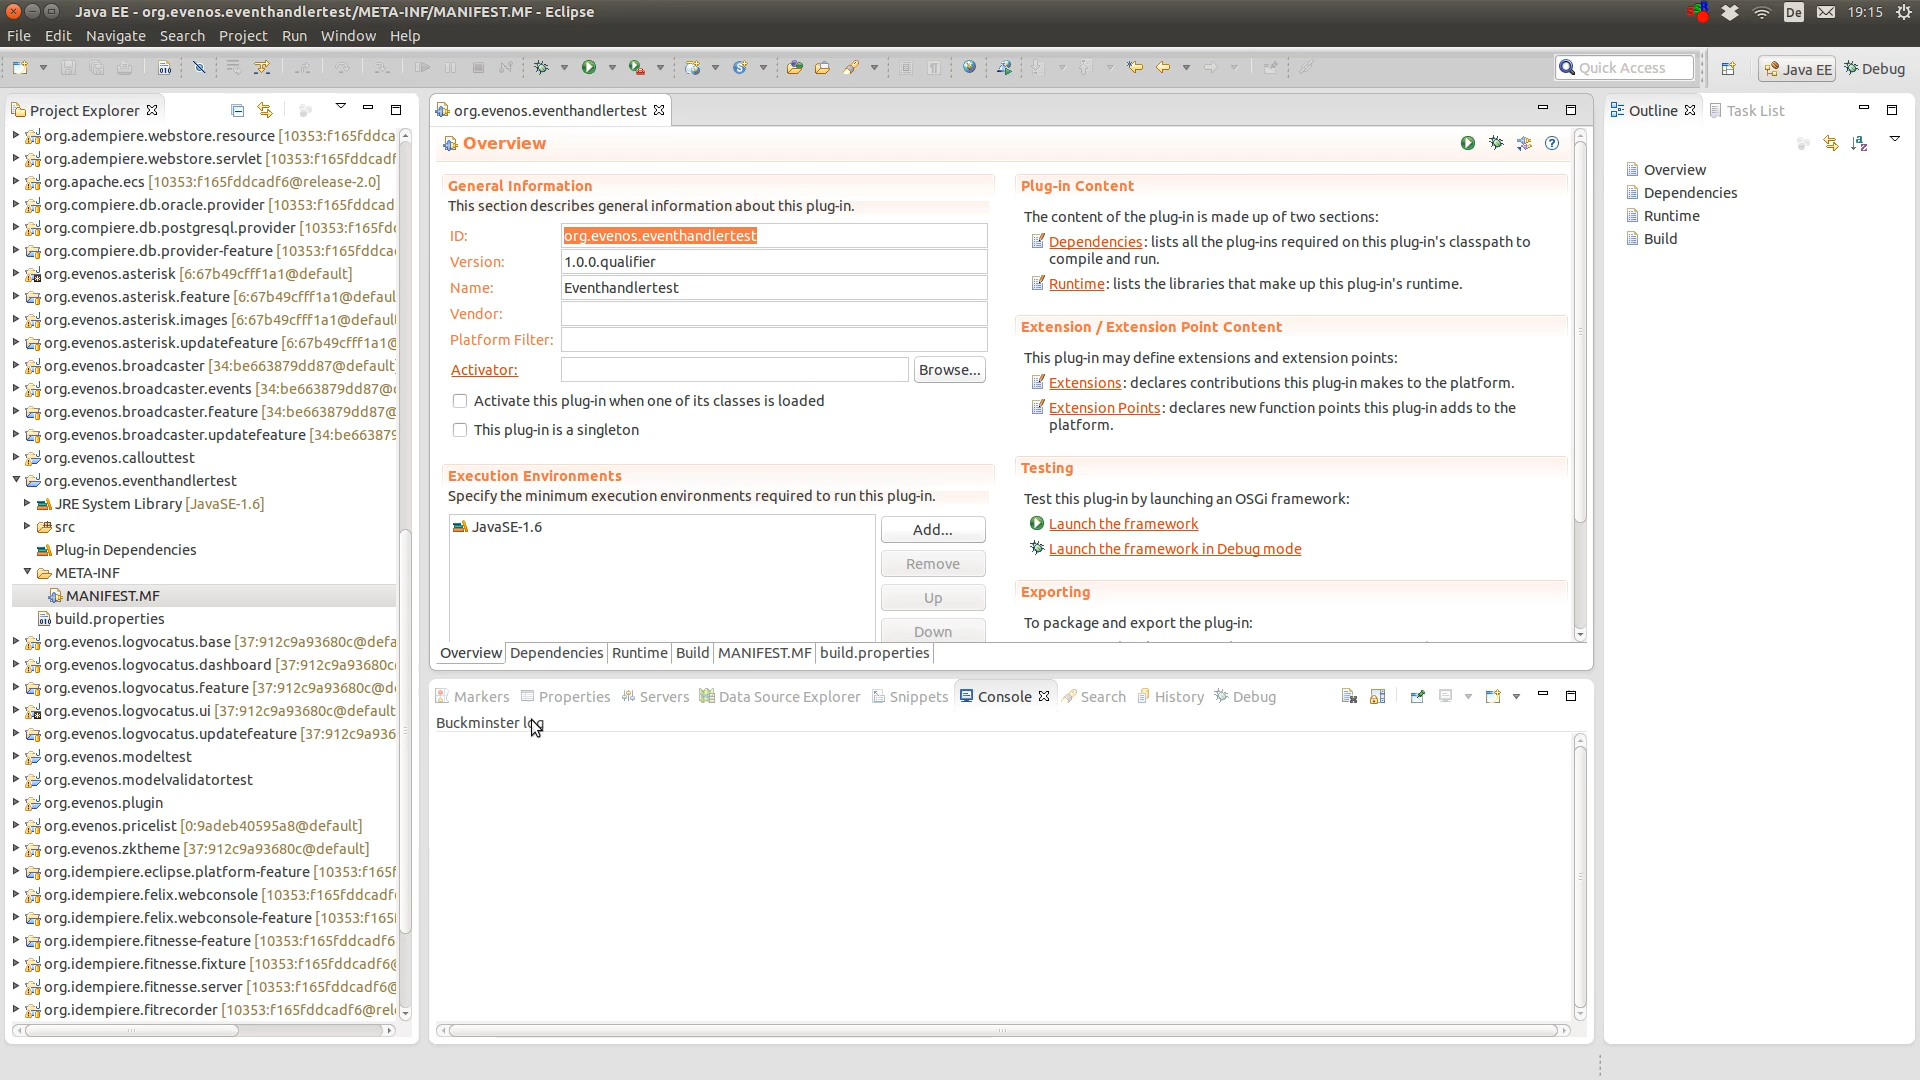 Java EE - org.evenos.eventhandlertest/META-INF/MANIFEST.MF - Eclipse
De
19:15
File Edit Navigate Search Project Run Window Help
Quick Access
Java EE
Debug
Project Explorer
org.adempiere.webstore.resource [10353:f165fddca
org.adempiere.webstore.servlet [10353:f165fddcadf
org.apache.ecs [10353:f165fddcadf6@release-2.0]
org.compiere.db.oracle.provider [10353:f165fddcad
org.compiere.db.postgresql.provider [10353:f165fdc
org.compiere.db.provider-feature [10353:f165fddca
org.evenos.asterisk [6:67b49cfff1a1@default]
org.evenos.asterisk.feature [6:67b49cfff1a1@defaul
org.evenos.asterisk.images [6:67b49cfff1a1@defaul
org.evenos.asterisk.updatefeature [6:67b49cfff1a1@
org.evenos.broadcaster [34:be663879dd87@default
org.evenos.broadcaster.events [34:be663879dd87@
org.evenos.broadcaster.feature [34:be663879dd87@
org.evenos.broadcaster.updatefeature [34:be663879
org.evenos.callouttest
org.evenos.eventhandlertest
JRE System Library [JavaSE-1.6]
src
Plug-in Dependencies
META-INF
MANIFEST.MF
build.properties
org.evenos.logvocatus.base [37:912c9a93680c@defa
org.evenos.logvocatus.dashboard [37:912c9a93680c
org.evenos.logvocatus.feature [37:912c9a93680c@d
org.evenos.logvocatus.ui [37:912c9a93680c@default
org.evenos.logvocatus.updatefeature [37:912c9a936
org.evenos.modeltest
org.evenos.modelvalidatortest
org.evenos.plugin
org.evenos.pricelist [0:9adeb40595a8@default]
org.evenos.zktheme [37:912c9a93680c@default]
org.idempiere.eclipse.platform-feature [10353:f165f
org.idempiere.felix.webconsole [10353:f165fddcadf
org.idempiere.felix.webconsole-feature [10353:f165
org.idempiere.fitnesse-feature [10353:f165fddcadf6
org.idempiere.fitnesse.fixture [10353:f165fddcadf6@
org.idempiere.fitnesse.server [10353:f165fddcadf6@
org.idempiere.fitrecorder [10353:f165fddcadf6@rel
org.evenos.eventhandlertest
Overview
General Information
This section describes general information about this plug-in.
ID: org.evenos.eventhandlertest
Version: 1.0.0.qualifier
Name: Eventhandlertest
Vendor:
Platform Filter:
Activator: Browse...
Activate this plug-in when one of its classes is loaded
This plug-in is a singleton
Execution Environments
Specify the minimum execution environments required to run this plug-in.
JavaSE-1.6
Add...
Remove
Up
Down
Plug-in Content
The content of the plug-in is made up of two sections:
Dependencies: lists all the plug-ins required on this plug-in's classpath to
compile and run.
Runtime: lists the libraries that make up this plug-in's runtime.
Extension / Extension Point Content
This plug-in may define extensions and extension points:
Extensions: declares contributions this plug-in makes to the platform.
Extension Points: declares new function points this plug-in adds to the
platform.
Testing
Test this plug-in by launching an OSGi framework:
Launch the framework
Launch the framework in Debug mode
Exporting
To package and export the plug-in:
Overview Dependencies Runtime Build MANIFEST.MF build.properties
Markers Properties Servers Data Source Explorer Snippets Console Search History Debug
Buckminster log
Outline Task List
Overview
Dependencies
Runtime
Build